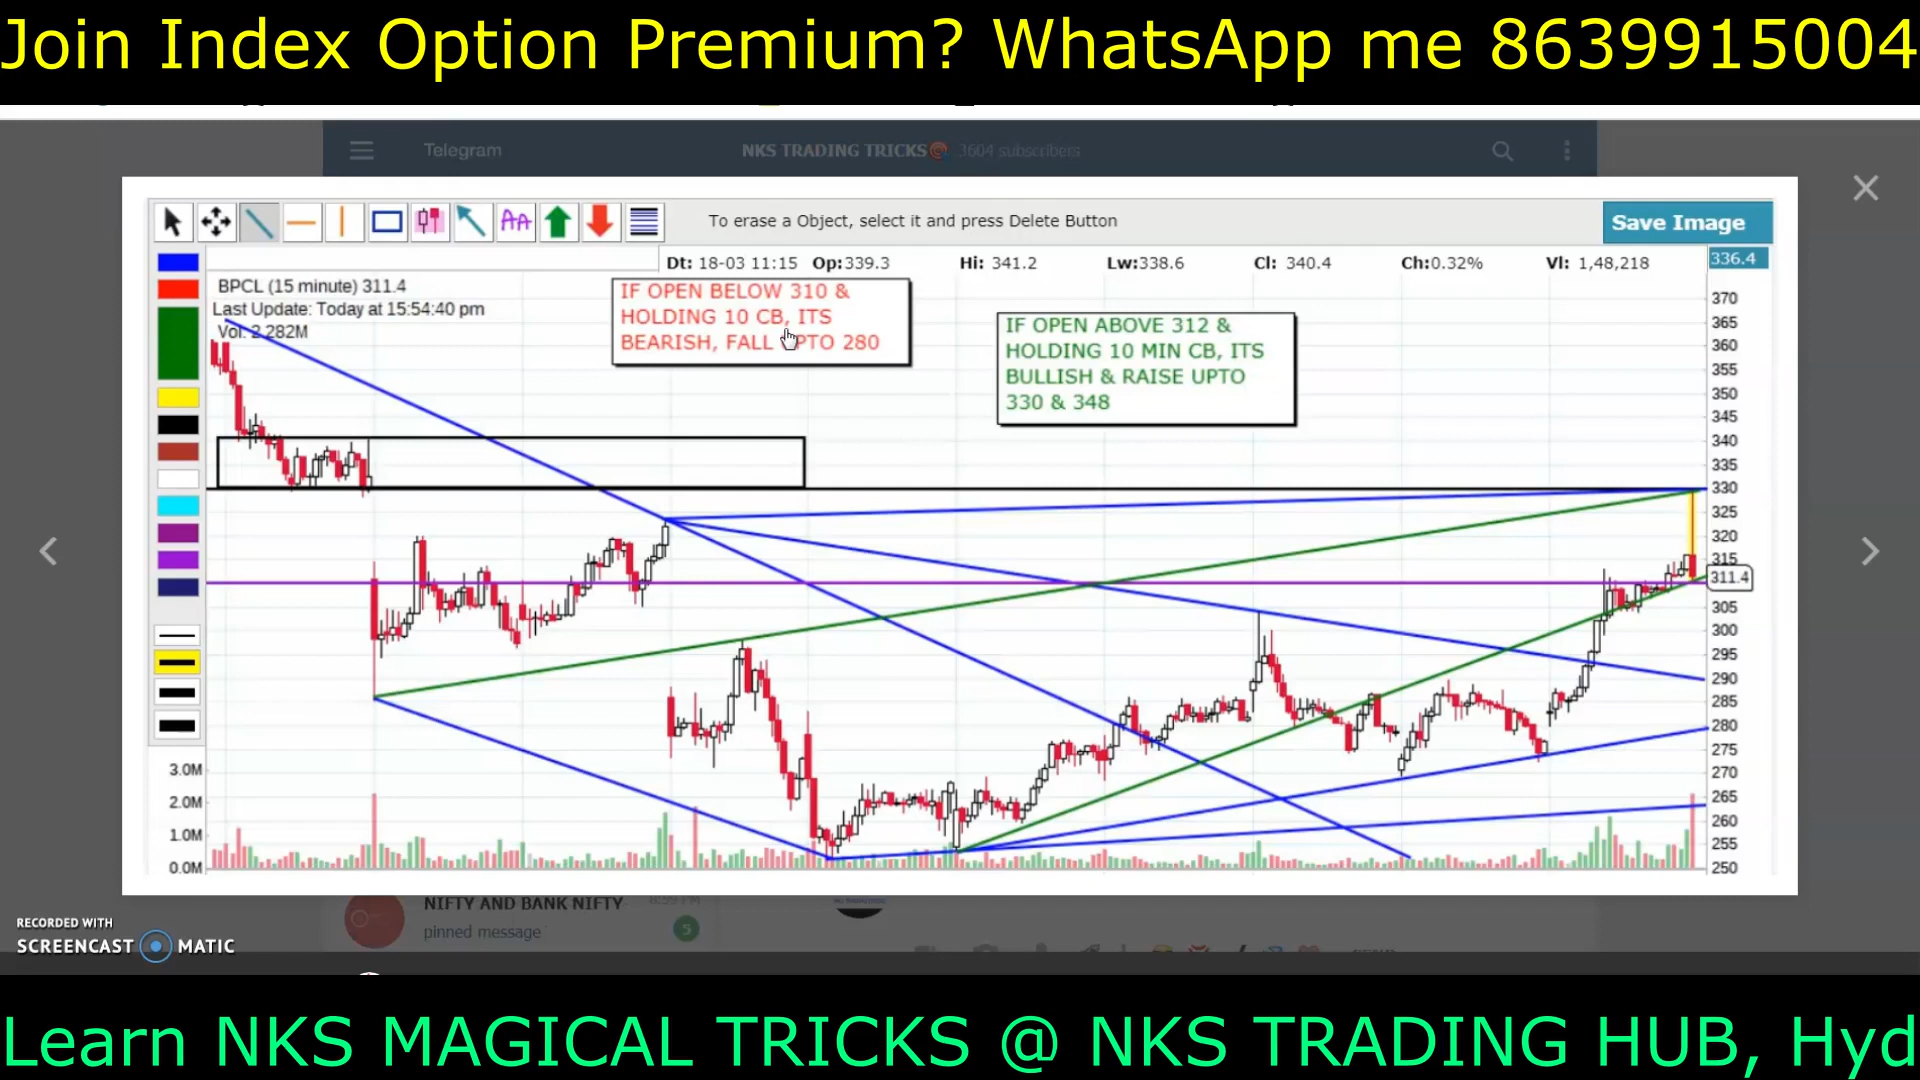 Join Index Option Premium? WhatsApp me 8639915004
Telegram
NKS TRADING TRICKS 3604 subscribers
To erase a Object, select it and press Delete Button
Save Image
Dt: 18-03 11:15 Op:339.3 Hi: 341.2 Lw:338.6 Cl: 340.4 Ch:0.32% Vl: 1,48,218
336.4
BPCL (15 minute) 311.4
Last Update: Today at 15:54:40 pm
Vol: 2.282M
IF OPEN BELOW 310 &
HOLDING 10 CB, ITS
BEARISH, FALL UPTO 280
IF OPEN ABOVE 312 &
HOLDING 10 MIN CB, ITS
BULLISH & RAISE UPTO
330 & 348
370
365
360
355
350
345
340
335
330
325
320
315
311.4
305
300
295
290
285
280
275
270
265
260
255
250
3.0M
2.0M
1.0M
0.0M
NIFTY AND BANK NIFTY
8:59 PM
pinned message
5
RECORDED WITH
SCREENCAST MATIC
Learn NKS MAGICAL TRICKS @ NKS TRADING HUB, Hyd